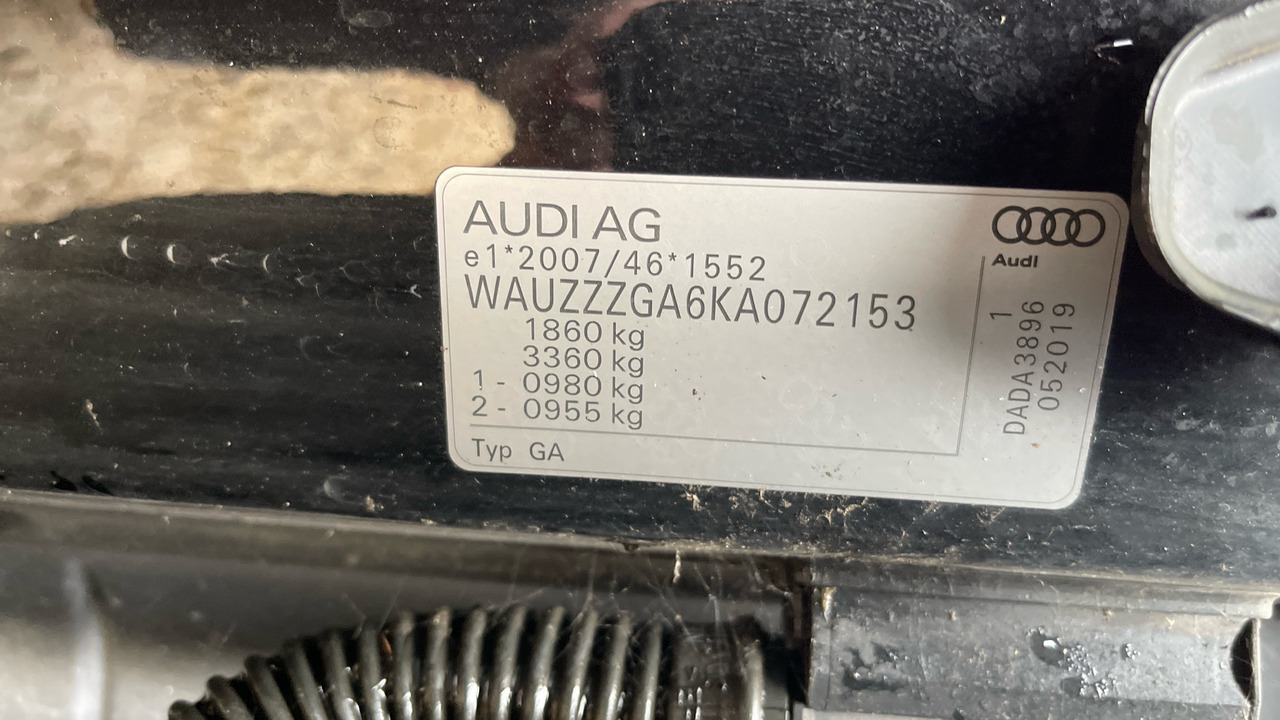 AUDI AG
e1*2007/46*1552
WAUZZZGA6KA072153
1860 kg
3360 kg
1 - 0980 kg
2 - 0955 kg
Typ GA
Audi
1
DADA3896
052019